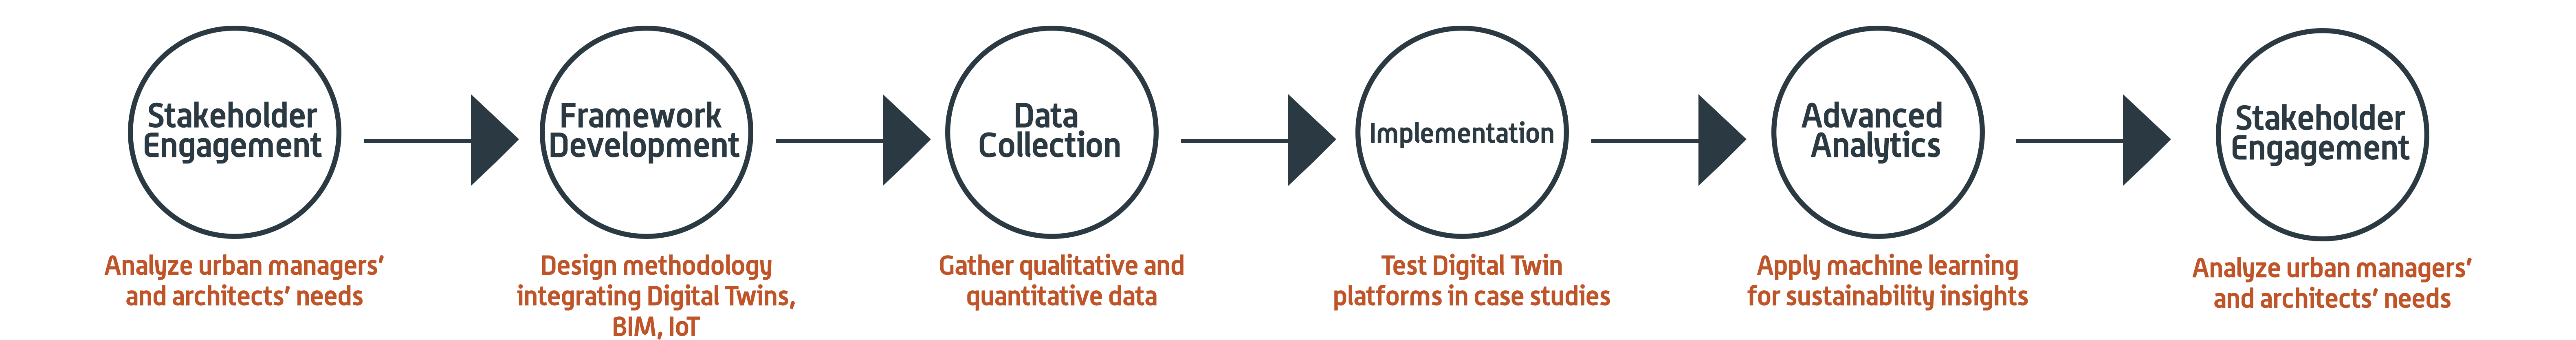 Stakeholder
Engagement
Analyze urban managers’
and architects’ needs
Framework
Development
Design methodology
integrating Digital Twins,
BIM, IoT
Data
Collection
Gather qualitative and
quantitative data
Implementation
Test Digital Twin
platforms in case studies
Advanced
Analytics
Apply machine learning
for sustainability insights
Stakeholder
Engagement
Analyze urban managers’
and architects’ needs